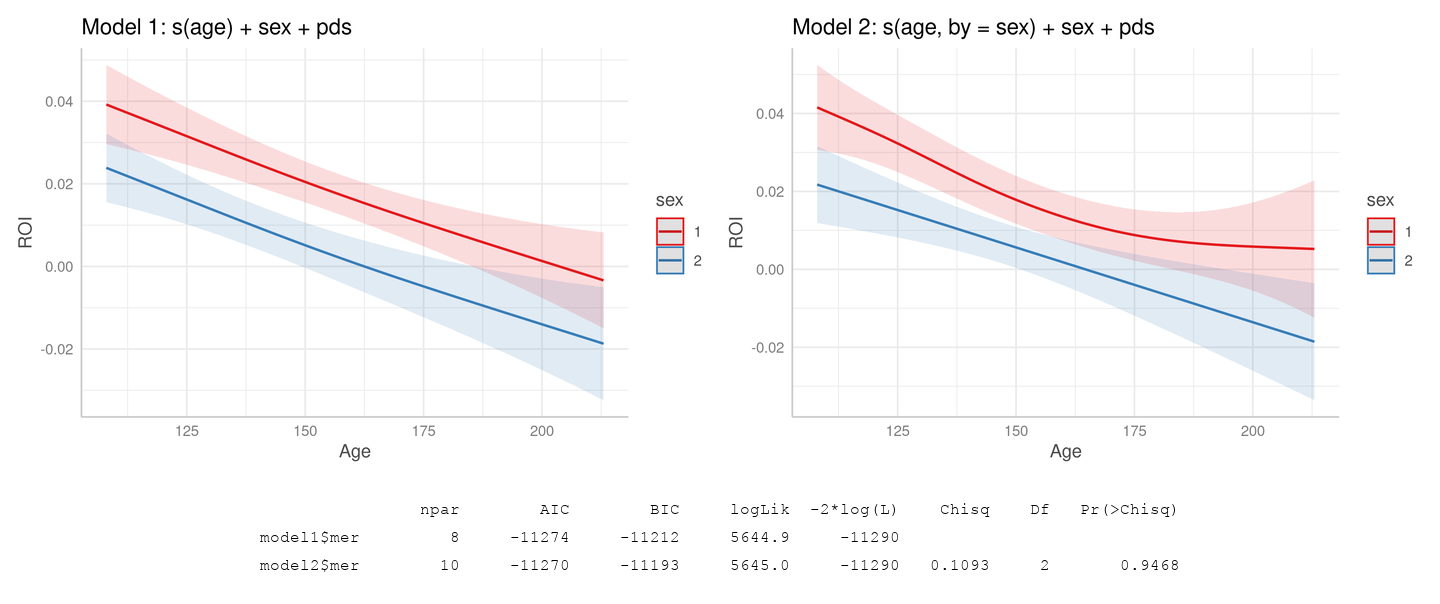 Model 1: s(age) + sex + pds
ROI
0.04
0.02
0.00
-0.02
125 150 175 200
Age
sex
1
2
Model 2: s(age, by = sex) + sex + pds
ROI
0.04
0.02
0.00
-0.02
125 150 175 200
Age
sex
1
2
npar AIC BIC logLik -2*log(L) Chisq Df Pr(>Chisq)
model1$mer 8 -11274 -11212 5644.9 -11290
model2$mer 10 -11270 -11193 5645.0 -11290 0.1093 2 0.9468